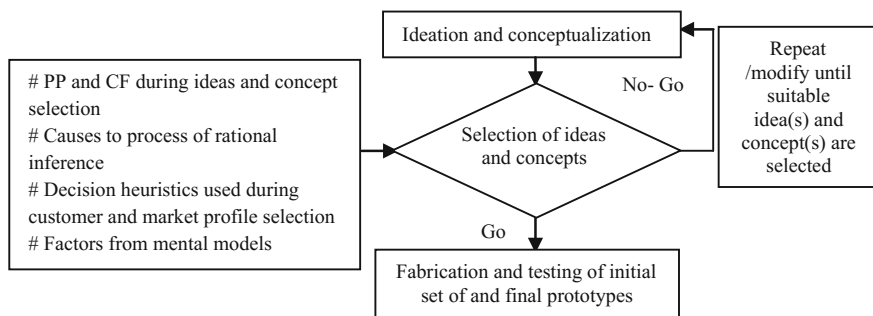 Ideation and conceptualization
# PP and CF during ideas and concept
selection
# Causes to process of rational
inference
# Decision heuristics used during
customer and market profile selection
# Factors from mental models
Selection of ideas
and concepts
No- Go
Repeat
/modify until
suitable
idea(s) and
concept(s) are
selected
Go
Fabrication and testing of initial
set of and final prototypes